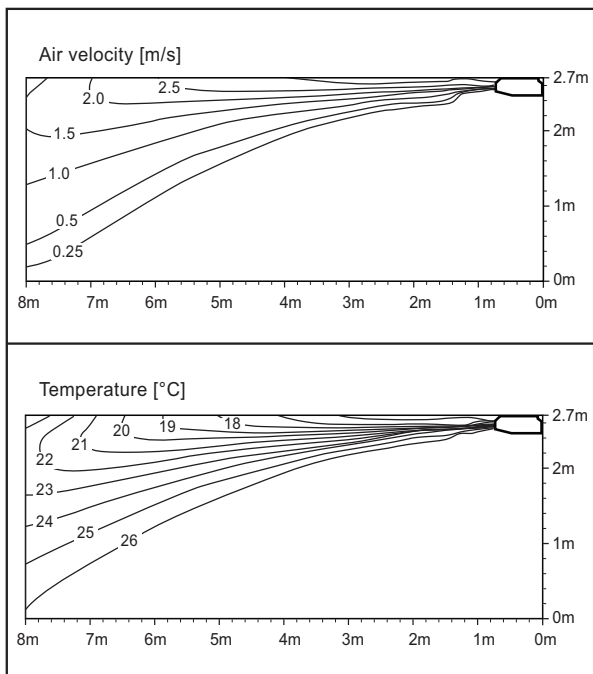 Air velocity [m/s]
2.7m
2.5
2.0
2m
1.5
1.0
1m
0.5
0.25
0m
8m 7m 6m 5m 4m 3m 2m 1m 0m
Temperature [°C]
2.7m
18
19
20
21
22
2m
23
24
25
26
1m
0m
8m 7m 6m 5m 4m 3m 2m 1m 0m